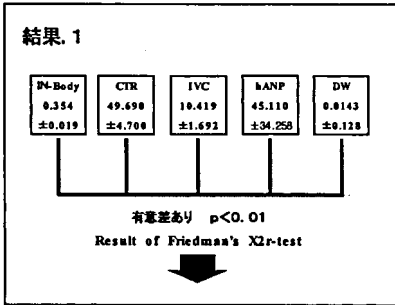 結果. 1
IN-Body CTR IVC hANP DW
0.354 49.690 10.419 45.110 0.0143
±0.019 ±4.700 ±1.692 ±34.258 ±0.128
有意差あり p<0. 01
Result of Friedman's X2r-test